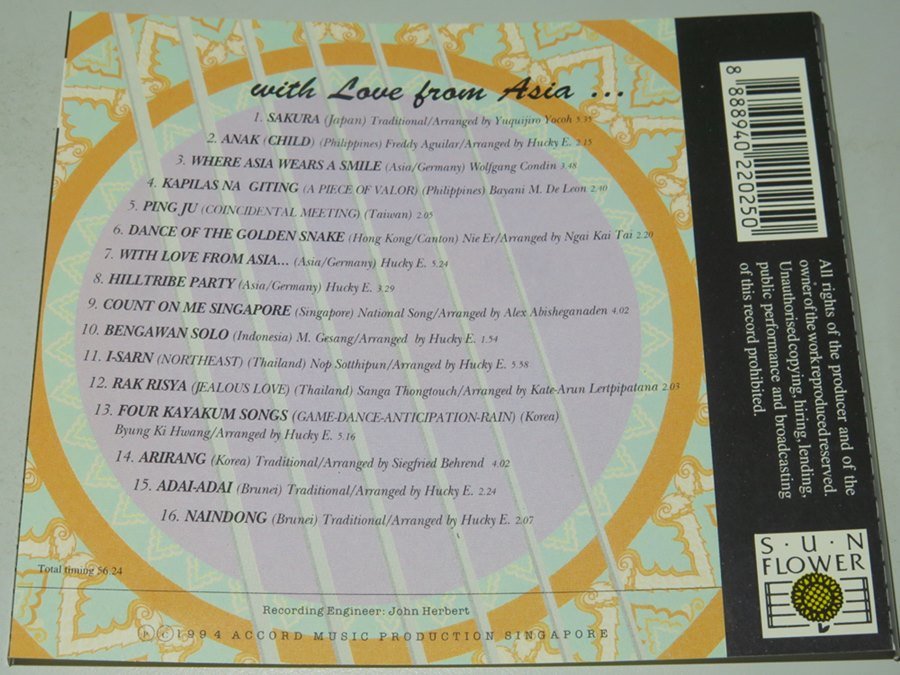 with Love from Asia ...
1. SAKURA (Japan) Traditional/Arranged by Yuquijiro Yocoh 5.35
2. ANAK (CHILD) (Philippines) Freddy Aguilar/Arranged by Hucky E. 2.15
3. WHERE ASIA WEARS A SMILE (Asia/Germany) Wolfgang Condin 3.48
4. KAPILAS NA GITING (A PIECE OF VALOR) (Philippines) Bayani M. De Leon 2.40
5. PING JU (COINCIDENTAL MEETING) (Taiwan) 2.05
6. DANCE OF THE GOLDEN SNAKE (Hong Kong/Canton) Nie Er/Arranged by Ngai Kai Tai 2.20
7. WITH LOVE FROM ASIA... (Asia/Germany) Hucky E. 5.24
8. HILLTRIBE PARTY (Asia/Germany) Hucky E. 3.29
9. COUNT ON ME SINGAPORE (Singapore) National Song/Arranged by Alex Abisheganaden 4.02
10. BENGAWAN SOLO (Indonesia) M. Gesang/Arranged by Hucky E. 1.54
11. I-SARN (NORTHEAST) (Thailand) Nop Sotthipun/Arranged by Hucky E. 5.58
12. RAK RISYA (JEALOUS LOVE) (Thailand) Sanga Thongtouch/Arranged by Kate-Arun Lertpipatana 2.03
13. FOUR KAYAKUM SONGS (GAME-DANCE-ANTICIPATION-RAIN) (Korea)
Byung Ki Hwang/Arranged by Hucky E. 5.16
14. ARIRANG (Korea) Traditional/Arranged by Siegfried Behrend 4.02
15. ADAI-ADAI (Brunei) Traditional/Arranged by Hucky E. 2.24
16. NAINDONG (Brunei) Traditional/Arranged by Hucky E. 2.07
Total timing 56.24
Recording Engineer: John Herbert
℗©1994 ACCORD MUSIC PRODUCTION SINGAPORE
8 888940 220250
All rights of the producer and of the
owner of the work reproduced reserved.
Unauthorised copying, hiring, lending,
public performance and broadcasting
of this record prohibited.
S·U·N
FLOWER